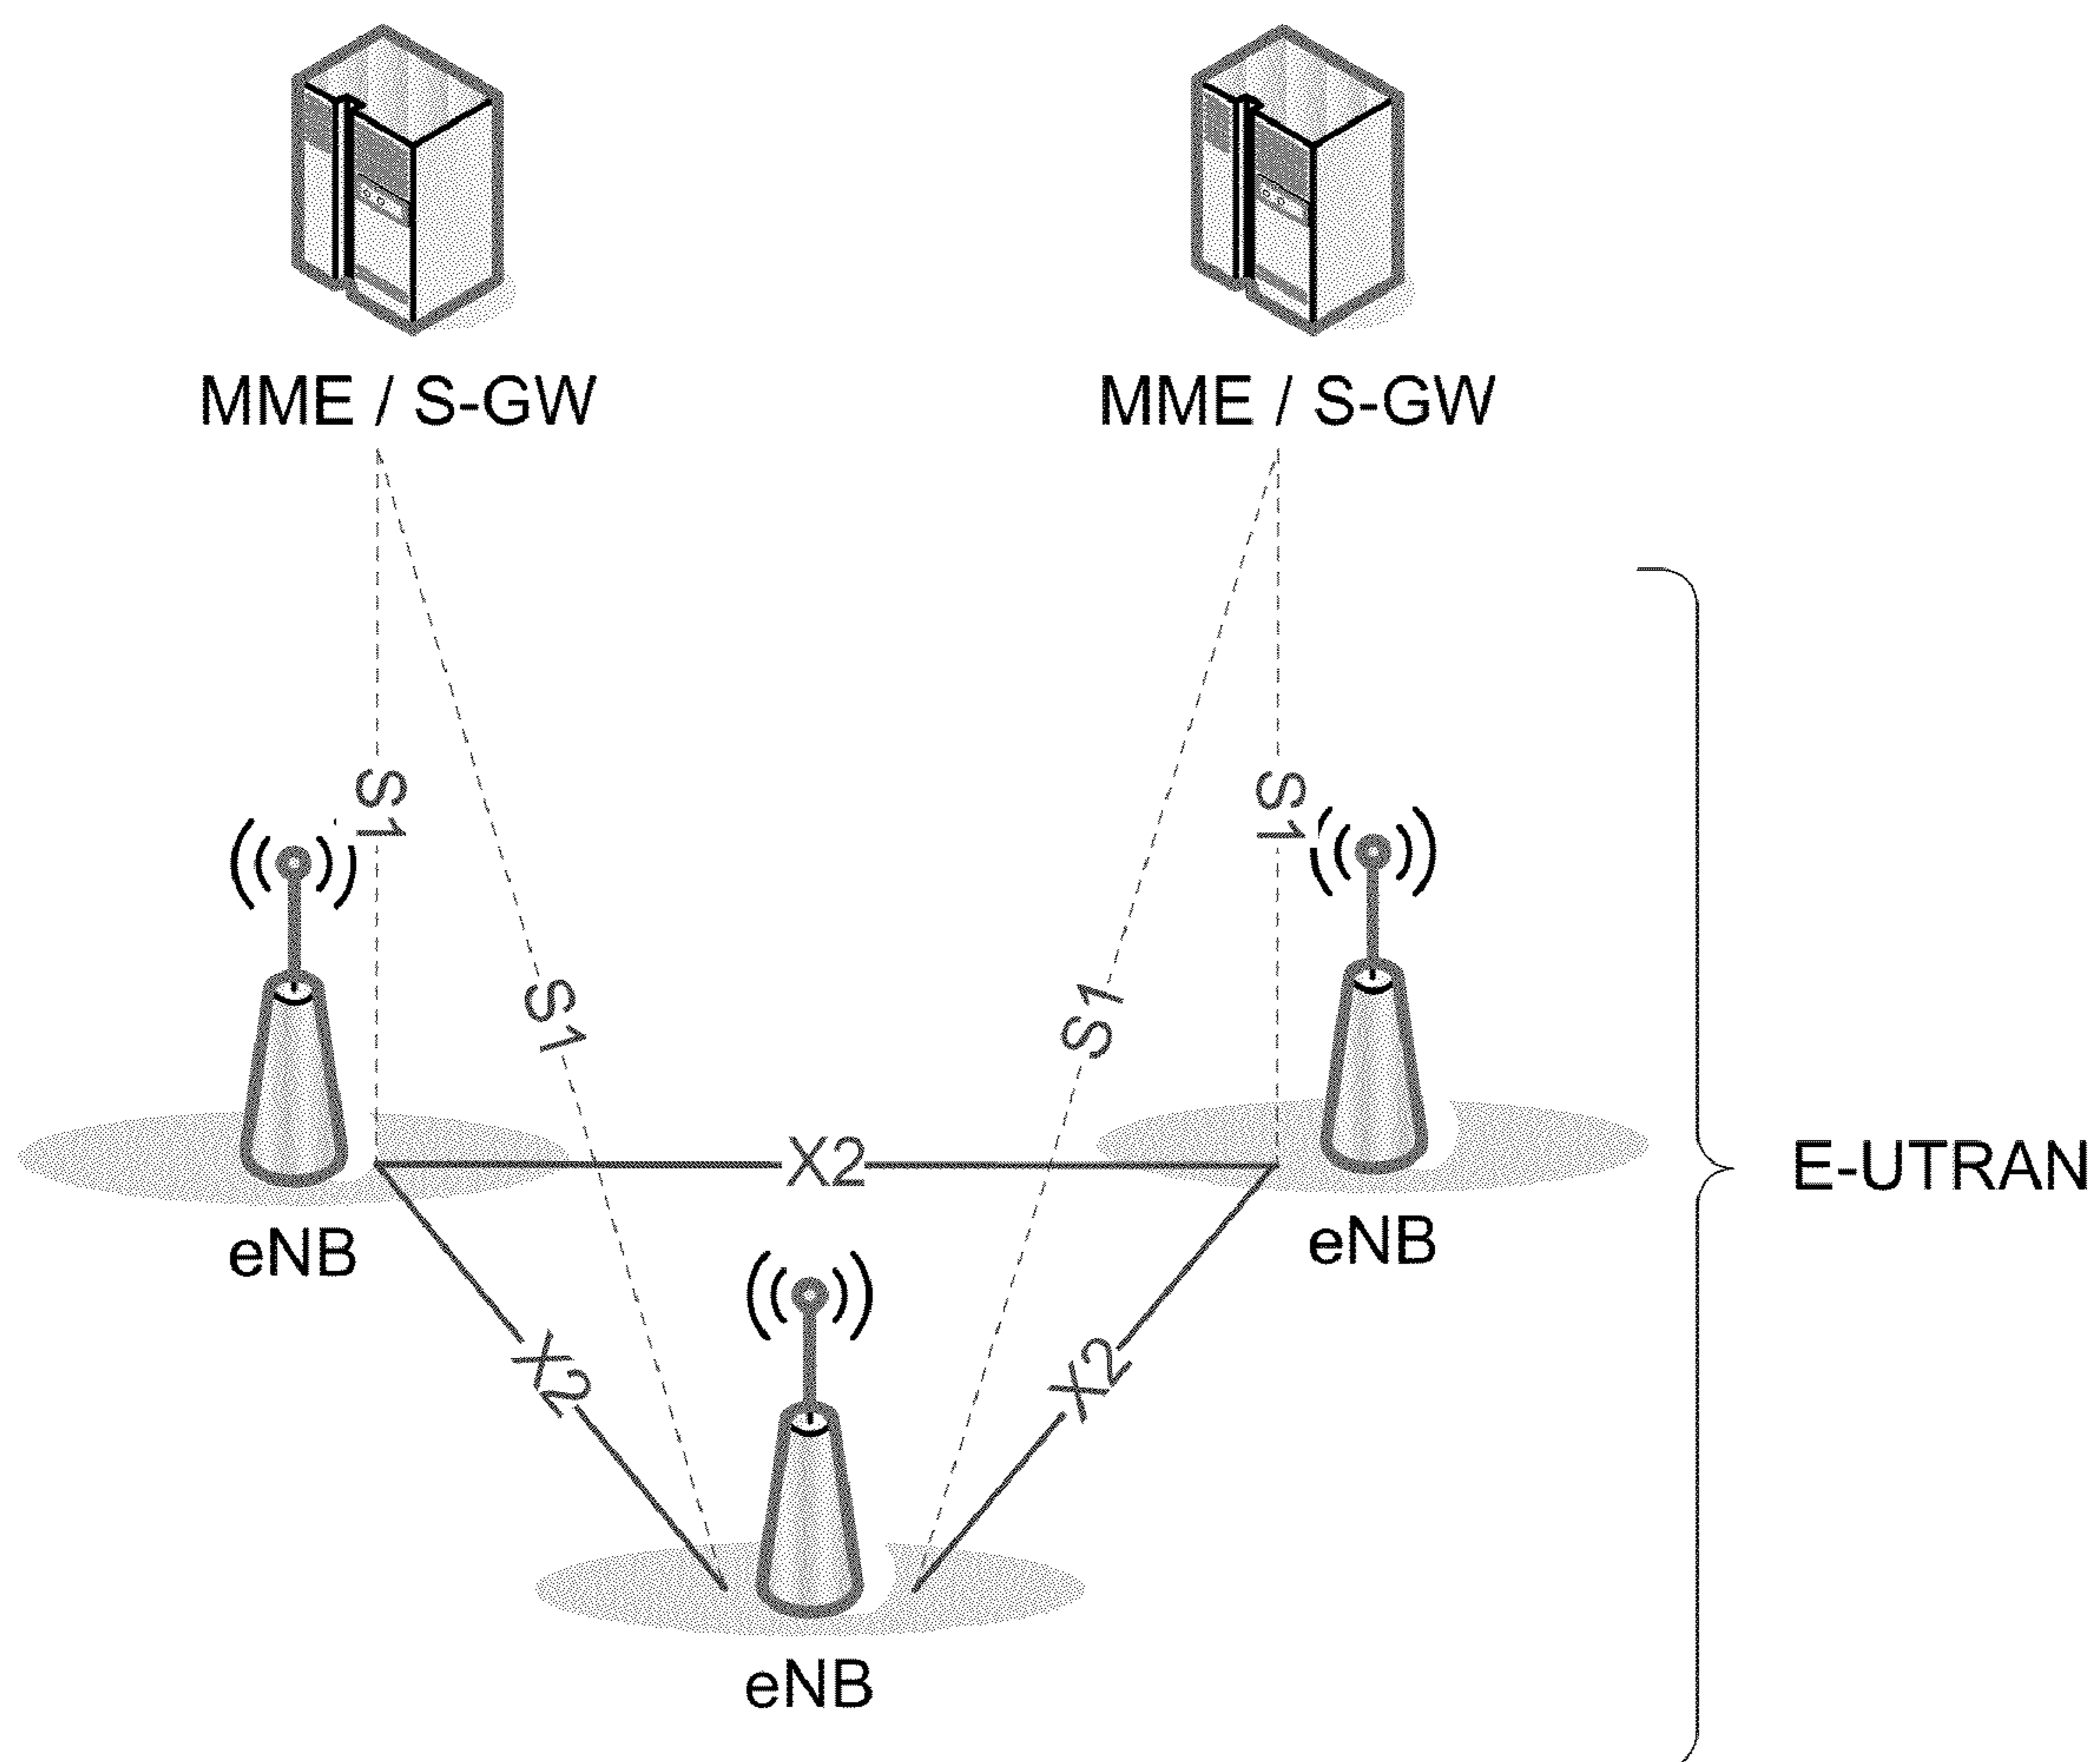 MME / S-GW
MME / S-GW
S1
S1
S1
S1
X2
E-UTRAN
eNB
eNB
X2
X2
eNB